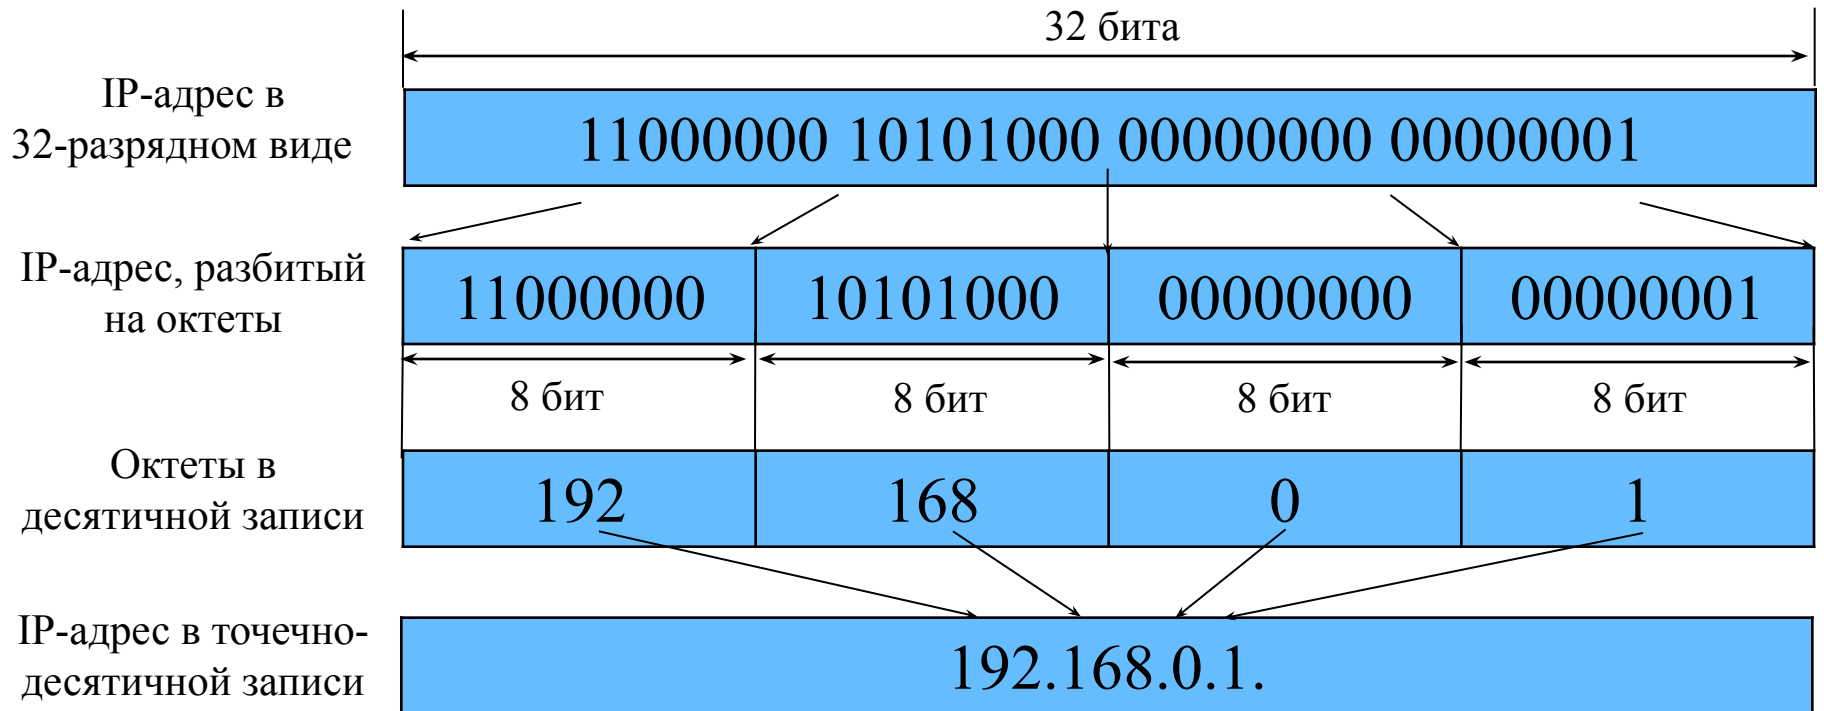 32 бита
IP-адрес в
32-разрядном виде
11000000 10101000 00000000 00000001
IP-адрес, разбитый
на октеты
11000000 10101000 00000000 00000001
8 бит 8 бит 8 бит 8 бит
Октеты в
десятичной записи
192 168 0 1
IP-адрес в точечно-
десятичной записи
192.168.0.1.